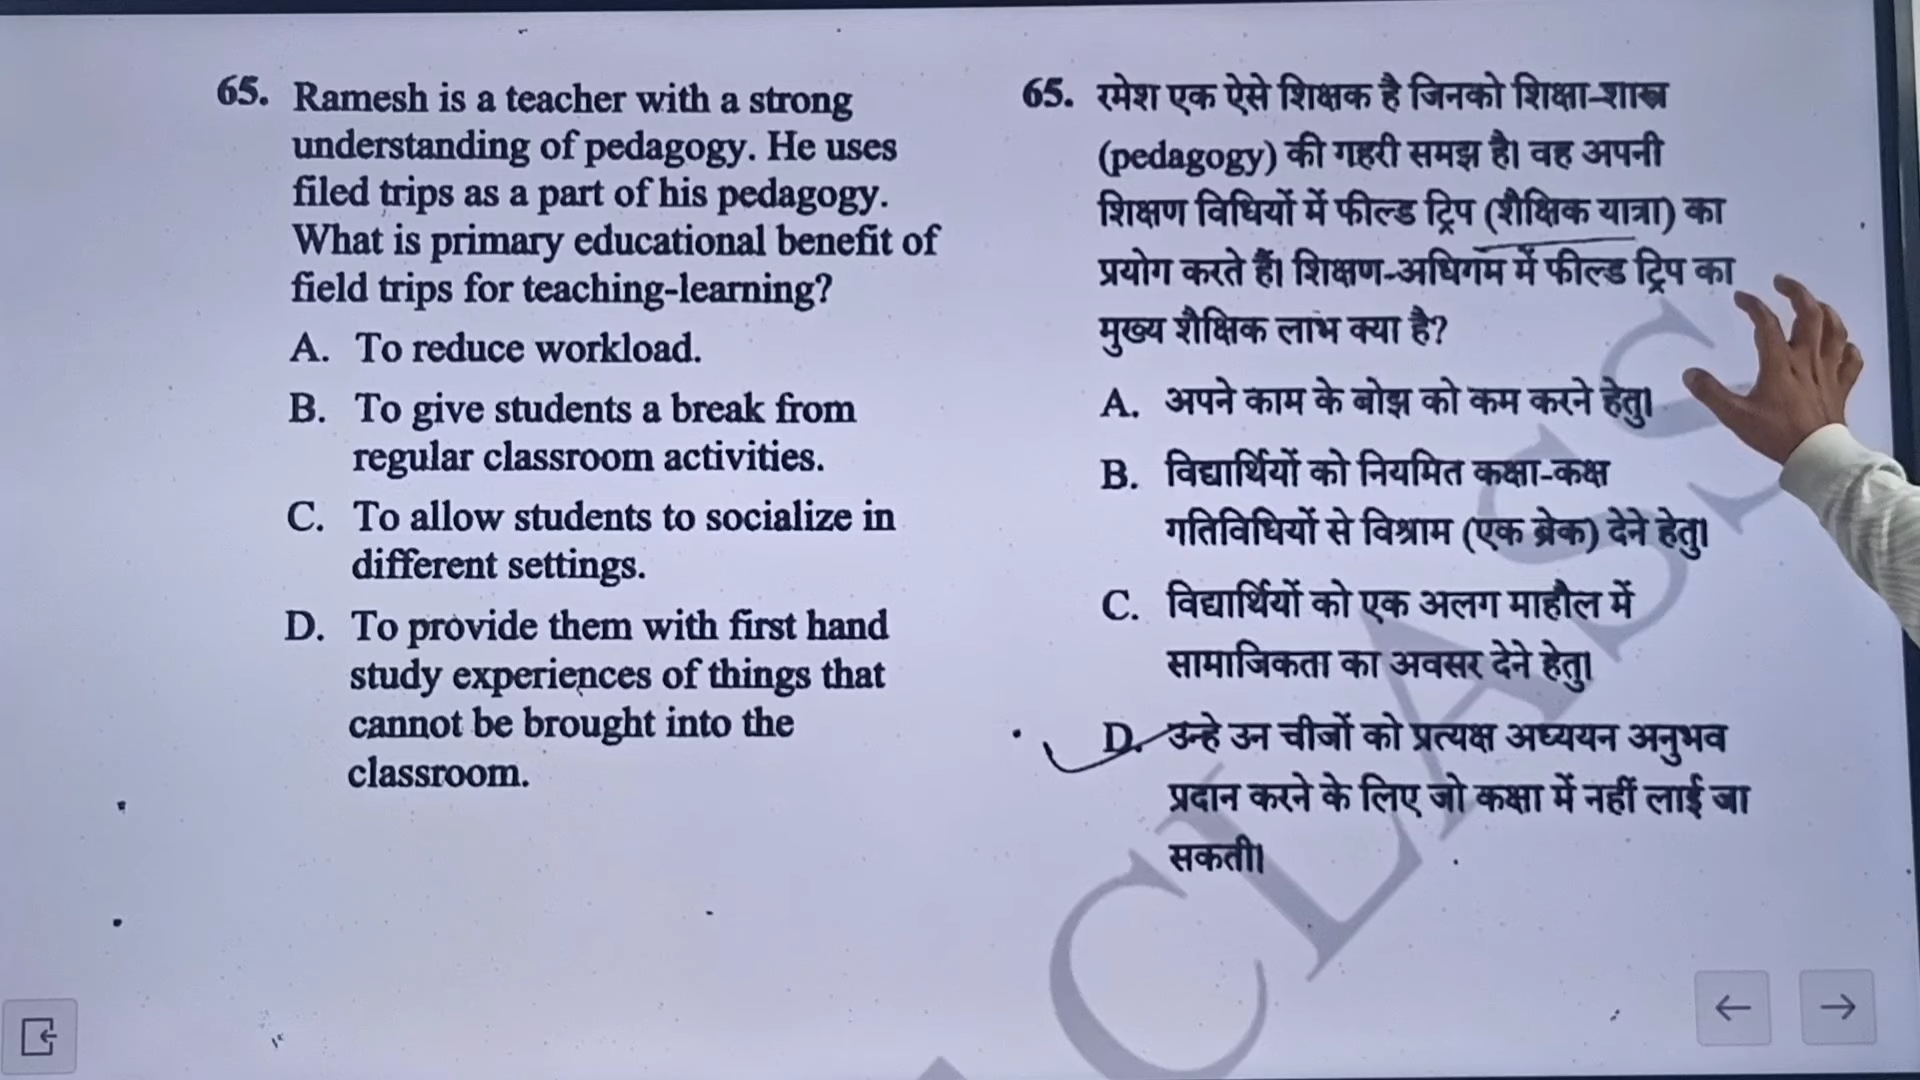 65. Ramesh is a teacher with a strong
understanding of pedagogy. He uses
filed trips as a part of his pedagogy.
What is primary educational benefit of
field trips for teaching-learning?
A. To reduce workload.
B. To give students a break from
regular classroom activities.
C. To allow students to socialize in
different settings.
D. To provide them with first hand
study experiences of things that
cannot be brought into the
classroom.
65. रमेश एक ऐसे शिक्षक है जिनको शिक्षा-शास्त्र
(pedagogy) की गहरी समझ है। वह अपनी
शिक्षण विधियों में फील्ड ट्रिप (शैक्षिक यात्रा) का
प्रयोग करते हैं। शिक्षण-अधिगम में फील्ड ट्रिप का
मुख्य शैक्षिक लाभ क्या है?
A. अपने काम के बोझ को कम करने हेतु।
B. विद्यार्थियों को नियमित कक्षा-कक्ष
गतिविधियों से विश्राम (एक ब्रेक) देने हेतु।
C. विद्यार्थियों को एक अलग माहौल में
सामाजिकता का अवसर देने हेतु।
D. उन्हे उन चीजों को प्रत्यक्ष अध्ययन अनुभव
प्रदान करने के लिए जो कक्षा में नहीं लाई जा
सकती।
CLASS